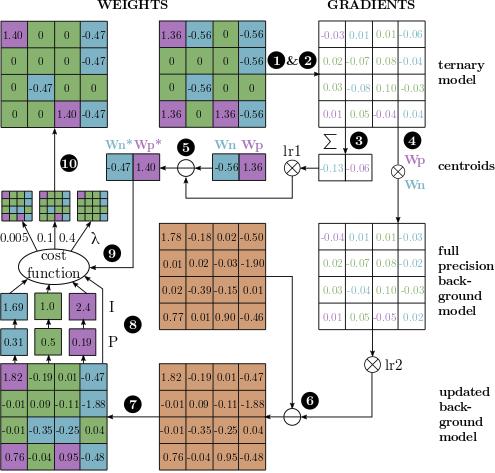 WEIGHTS GRADIENTS
1.40 0 0 -0.47 1.36 -0.56 0 -0.56 -0.03 0.01 0.01 -0.06
0 0 0 -0.47 0 0 0 -0.56 1 & 2 0.02 -0.07 0.08 -0.04 ternary
0 -0.47 0 0 0 -0.56 0 0 0.03 -0.08 0.10 -0.03 model
0 0 1.40 -0.47 1.36 0 1.36 -0.56 0.01 0.05 -0.04 0.04
Wn* Wp* 5 Wn Wp lr1 ∑ 3 4
10 -0.47 1.40 -0.56 1.36 -0.13 -0.06 Wp centroids
Wn
0.005 0.1 0.4 λ 1.78 -0.18 0.02 -0.50 -0.04 0.01 0.01 -0.03 full
cost 9 0.01 0.02 -0.03 -1.90 0.02 -0.07 0.08 -0.02 precision
function 0.02 -0.39 -0.15 0.01 0.03 -0.04 0.10 -0.03 back-
ground
1.69 1.0 2.4 I 0.77 0.01 0.90 -0.46 0.01 0.05 -0.05 0.02 model
8
0.31 0.5 0.19 P
lr2
1.82 -0.19 0.01 -0.47 1.82 -0.19 0.01 -0.47
-0.01 0.09 -0.11 -1.88 7 -0.01 0.09 -0.11 -1.88 6 updated
-0.01 -0.35 -0.25 0.04 -0.01 -0.35 -0.25 0.04 back-
ground
0.76 -0.04 0.95 -0.48 0.76 -0.04 0.95 -0.48 model